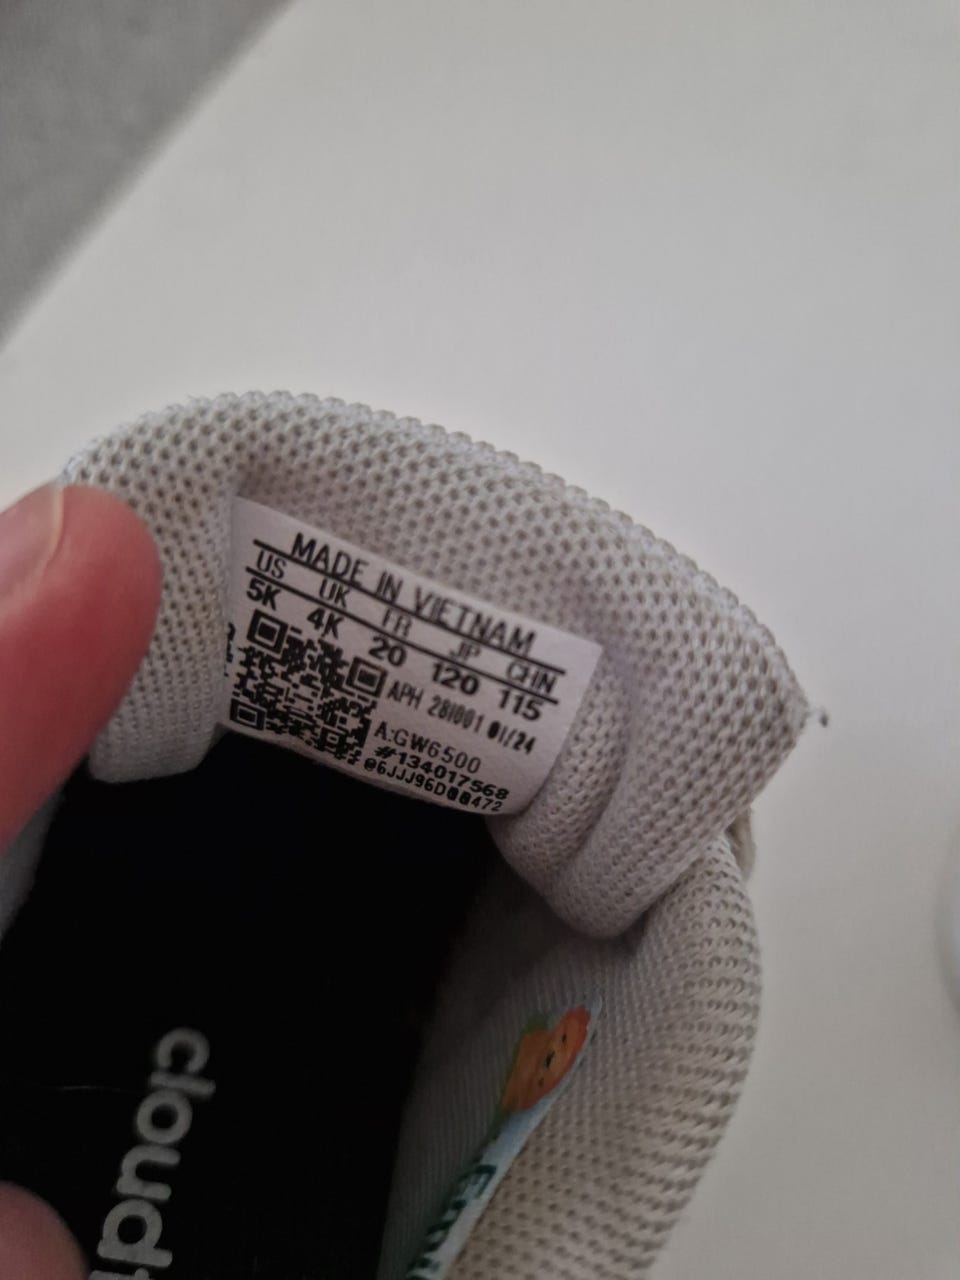 MADE IN VIETNAM
US UK FR JP CHN
5K 4K 20 120 115
APH 281001 01/24
A:GW6500
#134017568
cloud